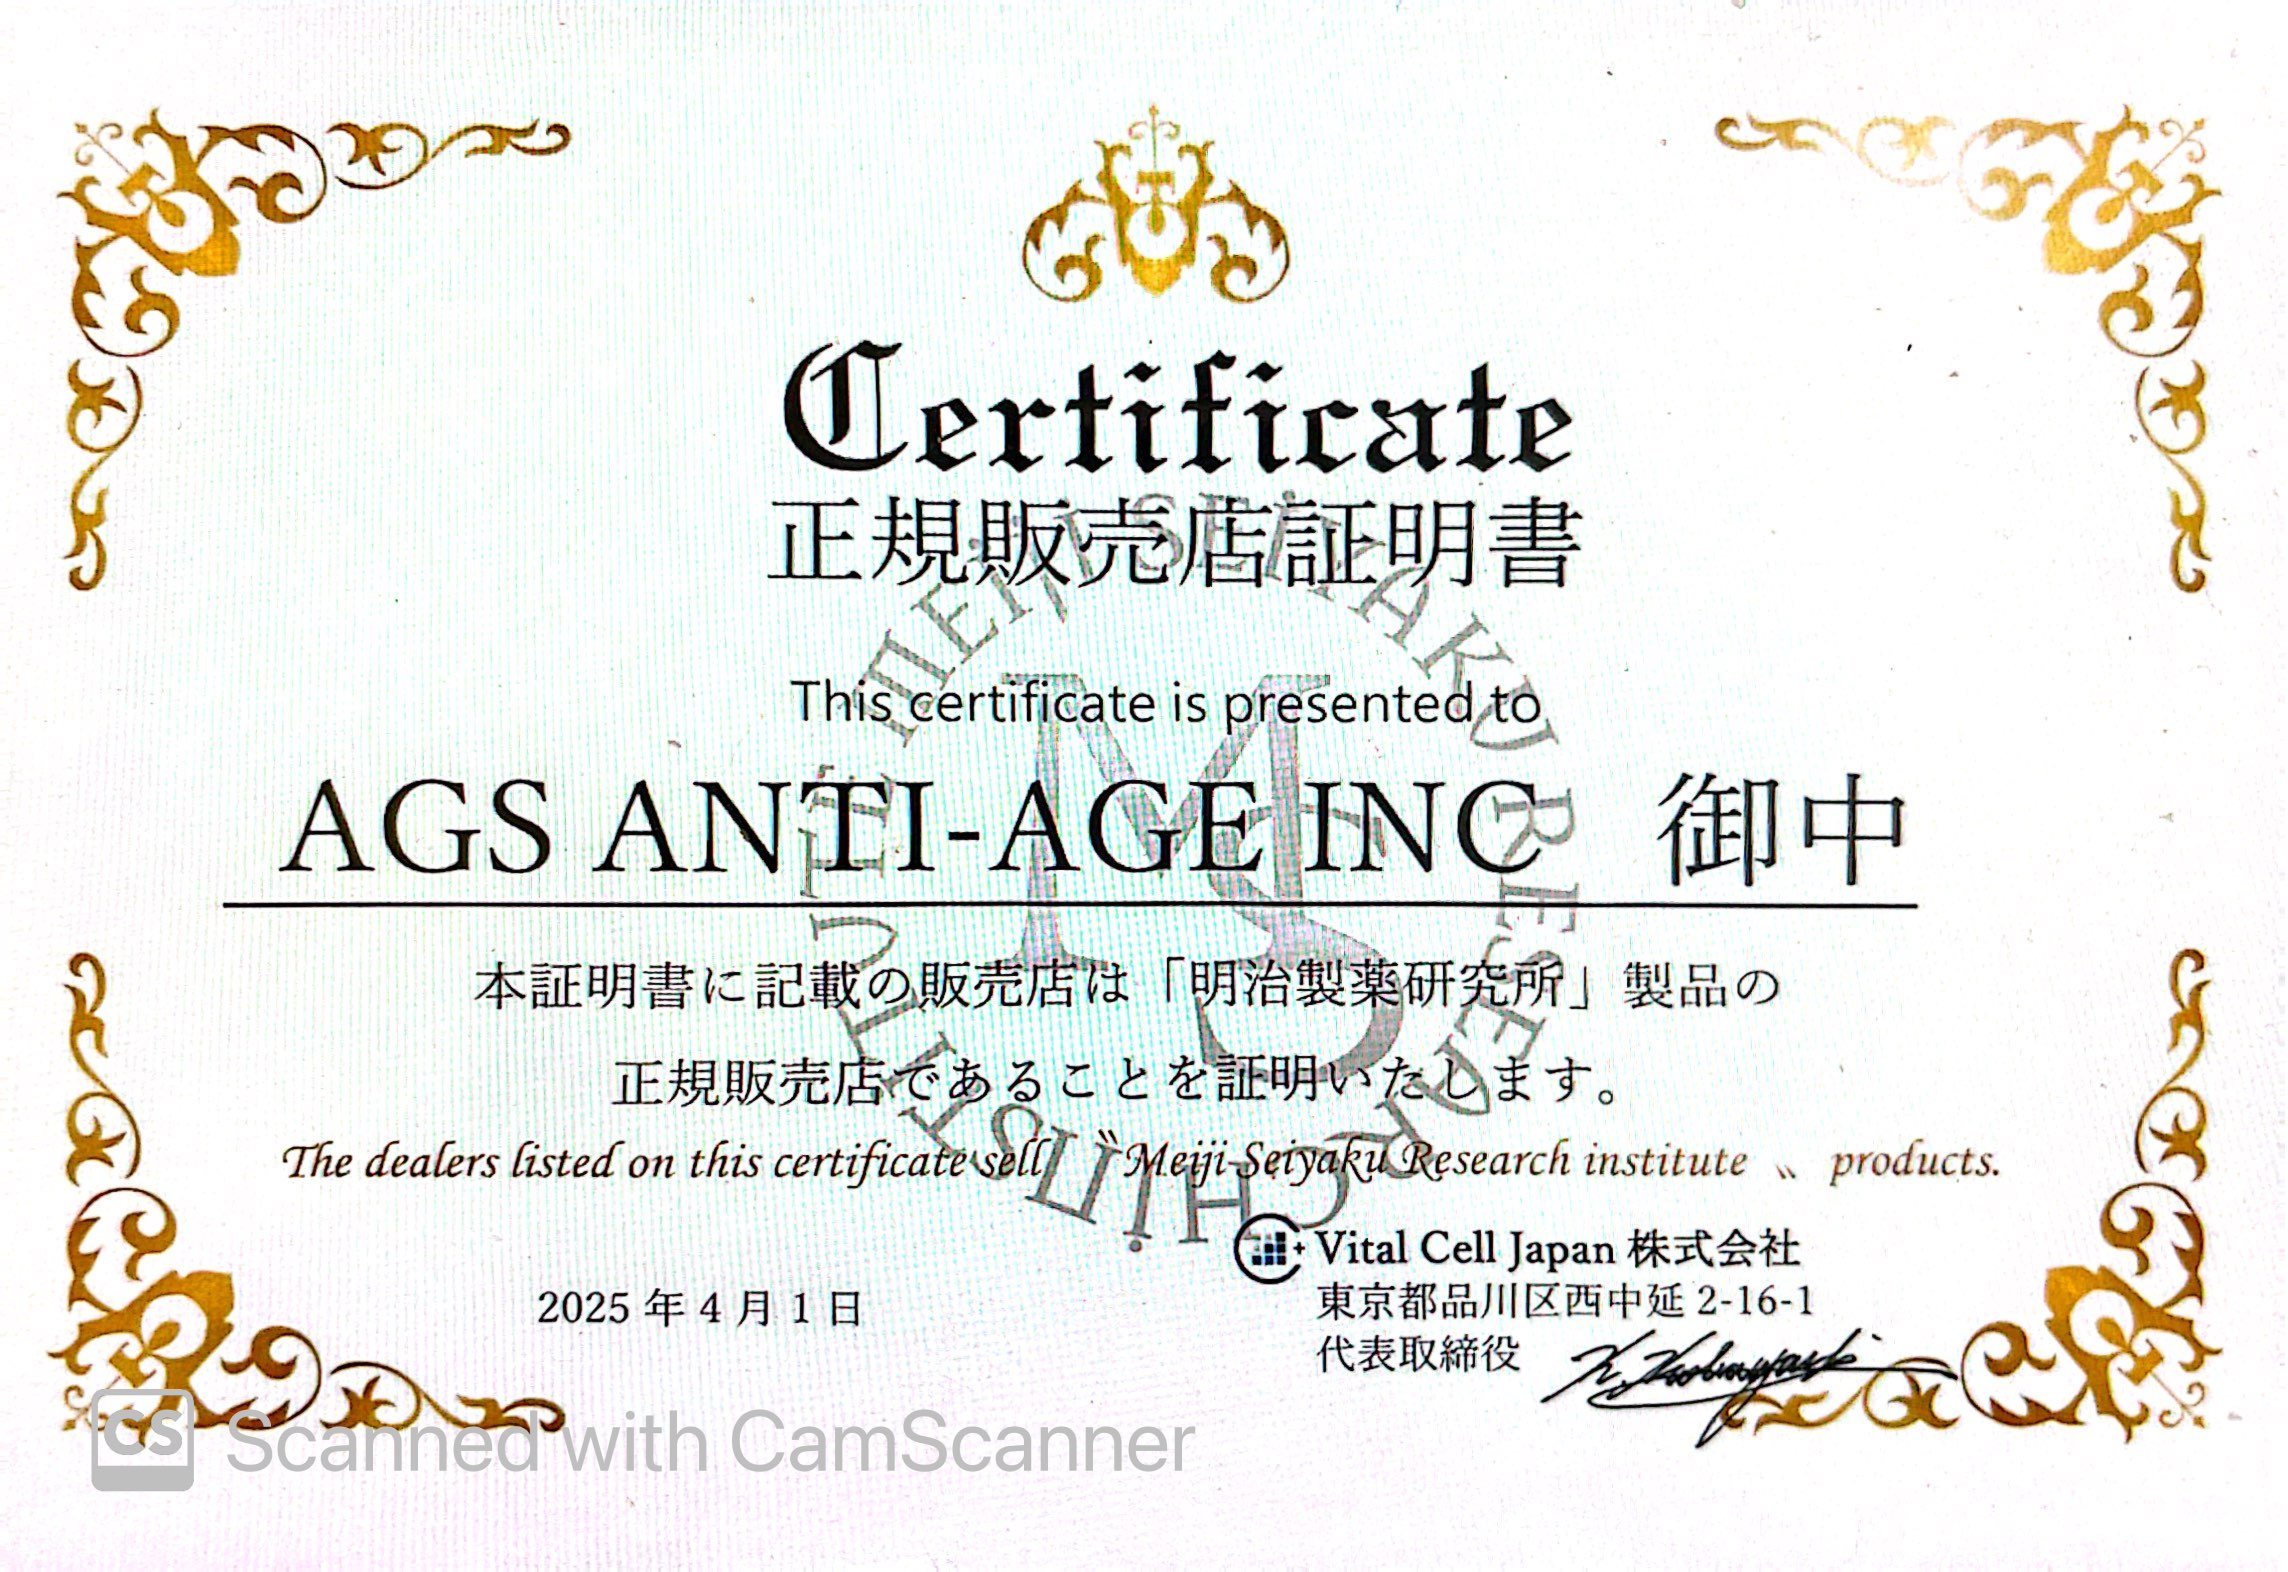 Certificate
正規販売店証明書
MEIJI SEIYAKU RESEARCH INSTITUTE
MS
This certificate is presented to
AGS ANTI-AGE INC 御中
本証明書に記載の販売店は「明治製薬研究所」製品の
正規販売店であることを証明いたします。
The dealers listed on this certificate sell 〝Meiji Seiyaku Research institute 〟 products.
Vital Cell Japan 株式会社
2025 年 4 月 1 日
東京都品川区西中延 2-16-1
代表取締役 K. Kobayashi
CS Scanned with CamScanner